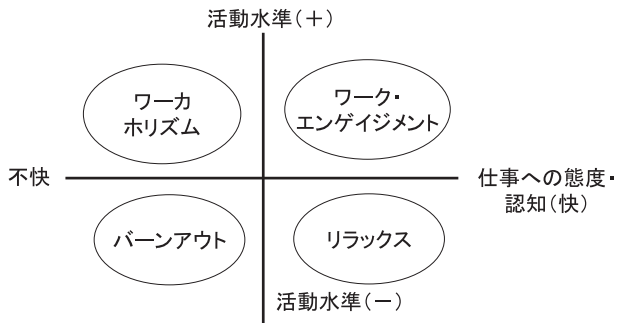 活動水準(+)
ワーカ
ホリズム
ワーク・
エンゲイジメント
不快
仕事への態度・
認知(快)
バーンアウト
リラックス
活動水準(−)